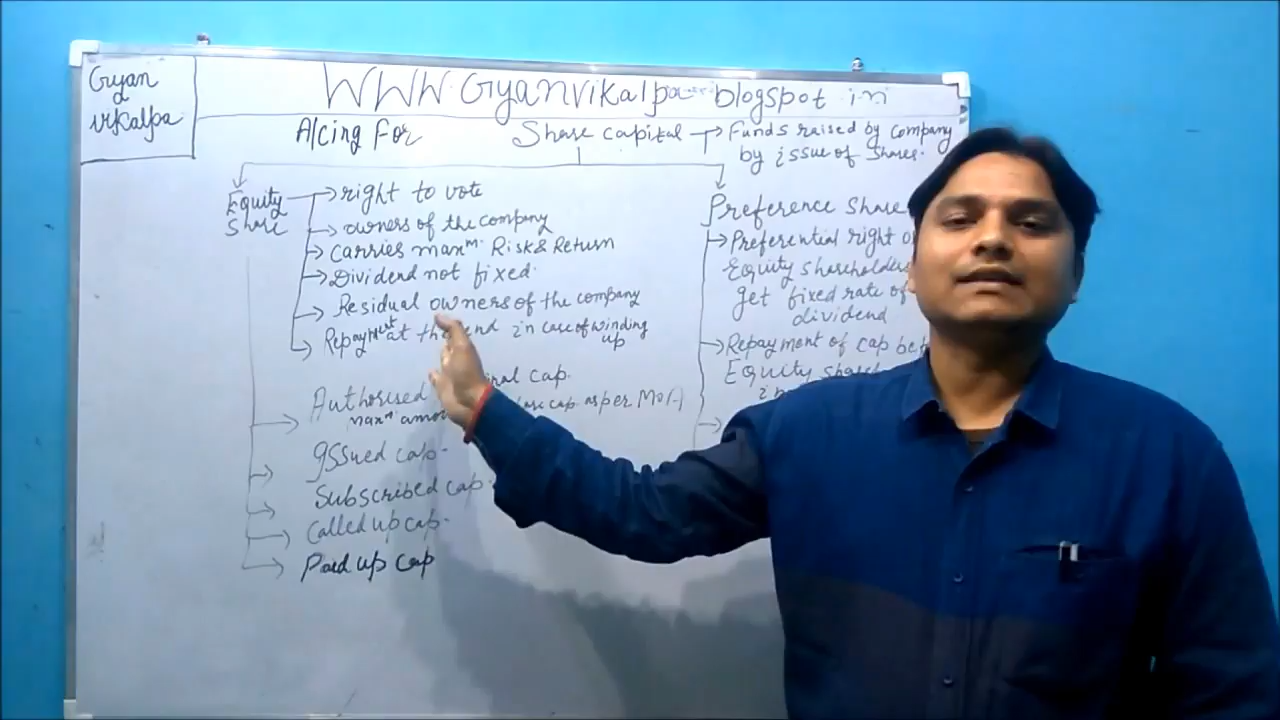 Gyan
vikalpa
WWW.Gyanvikalpa.blogspot.in
A/cing For
Share capital
Funds raised by company
by issue of shares.
Equity
Share
right to vote
owners of the company
Carries maxm. Risk & Return
Dividend not fixed.
Residual owners of the company
Repayment at the end in case of winding
up
Authorised cap.
maxm cap. as per MOA
Issued cap.
Subscribed cap.
Called up cap.
Paid up cap
Preference Share
Preferential right
Equity shareholder
get fixed rate of
dividend
Repayment of cap
Equity